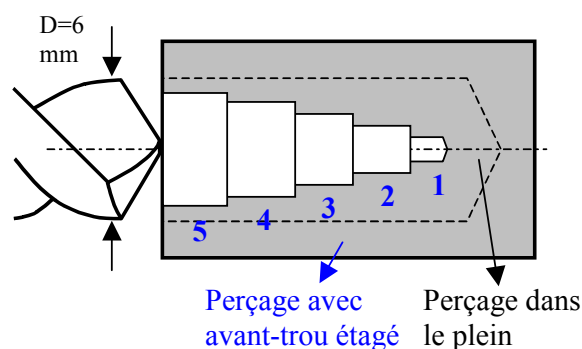 D=6
mm
5
4
3
2
1
Perçage avec
avant-trou étagé
Perçage dans
le plein